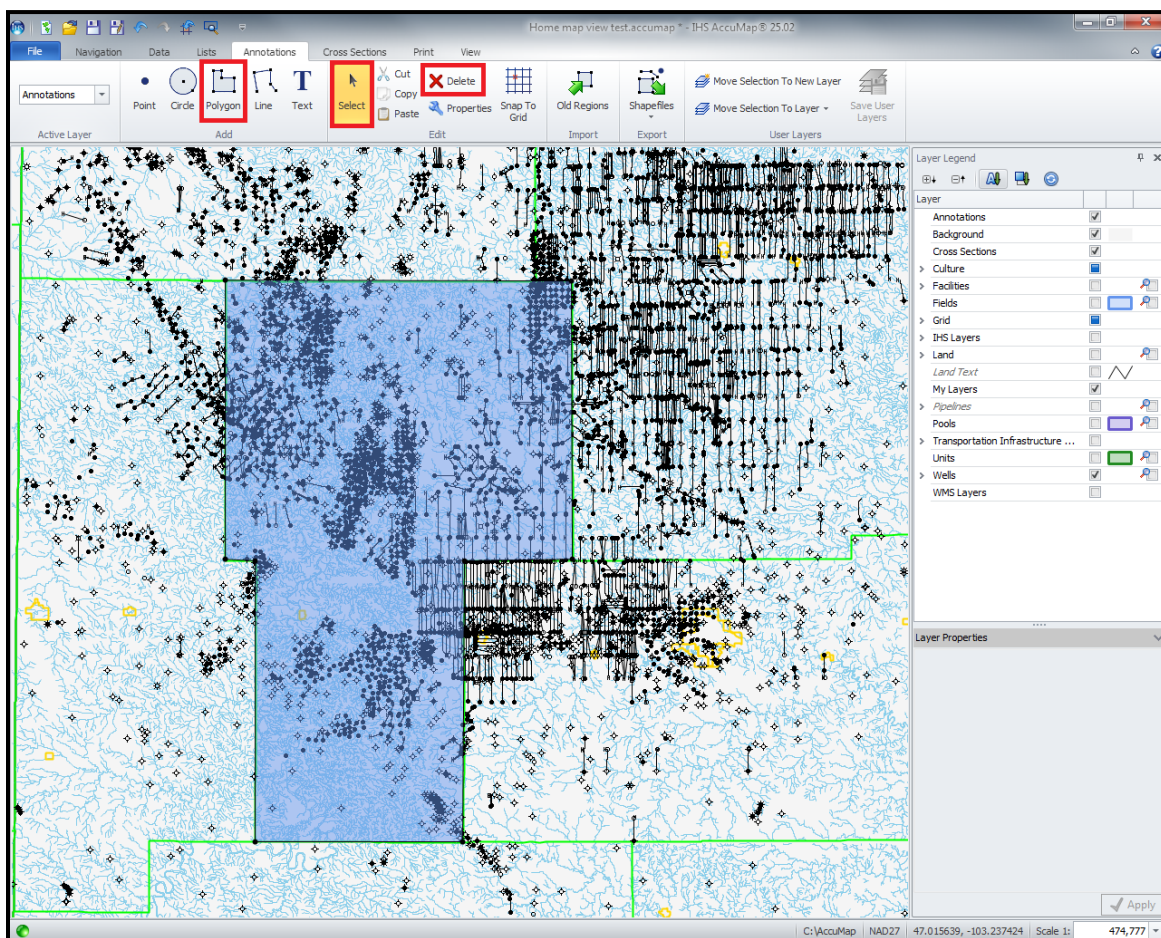 Home map view test.accumap * - IHS AccuMap® 25.02
File Navigation Data Lists Annotations Cross Sections Print View
Annotations
Point Circle Polygon Line Text
Select
Cut
Copy
Paste
Delete
Properties
Snap To
Grid
Old Regions
Shapefiles
Move Selection To New Layer
Move Selection To Layer
Save User
Layers
Active Layer Add Edit Import Export User Layers
Layer Legend
Layer
Annotations
Background
Cross Sections
Culture
Facilities
Fields
Grid
IHS Layers
Land
Land Text
My Layers
Pipelines
Pools
Transportation Infrastructure ...
Units
Wells
WMS Layers
Layer Properties
Apply
C:\AccuMap NAD27 47.015639, -103.237424 Scale 1: 474,777